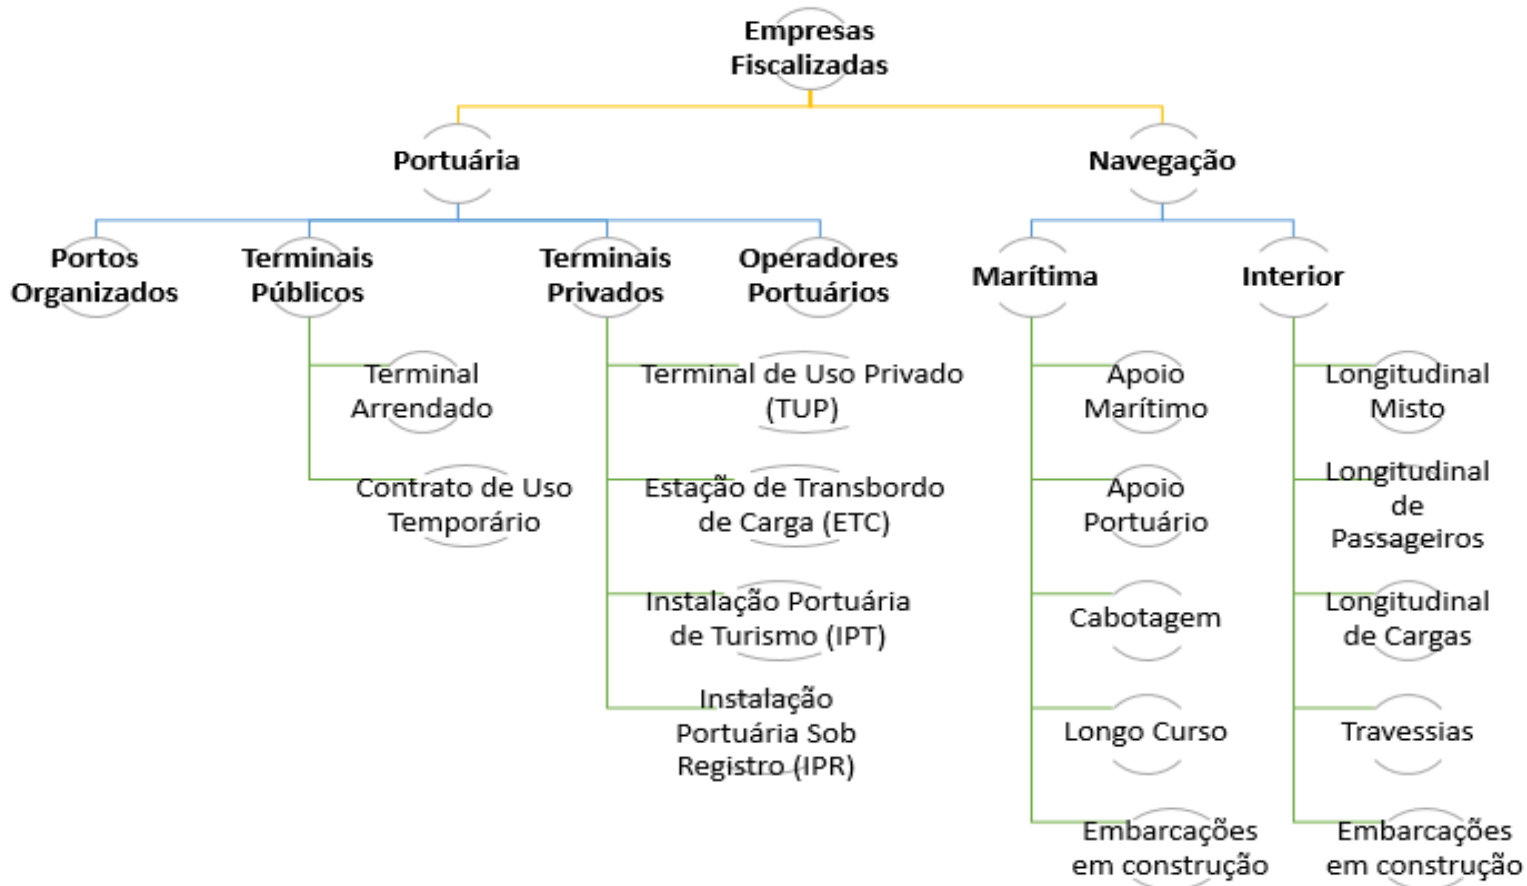 Empresas
Fiscalizadas
Portuária
Navegação
Portos
Organizados
Terminais
Públicos
Terminais
Privados
Operadores
Portuários
Marítima
Interior
Terminal
Arrendado
Contrato de Uso
Temporário
Terminal de Uso Privado
(TUP)
Estação de Transbordo
de Carga (ETC)
Instalação Portuária
de Turismo (IPT)
Instalação
Portuária Sob
Registro (IPR)
Apoio
Marítimo
Apoio
Portuário
Cabotagem
Longo Curso
Embarcações
em construção
Longitudinal
Misto
Longitudinal
de
Passageiros
Longitudinal
de Cargas
Travessias
Embarcações
em construção